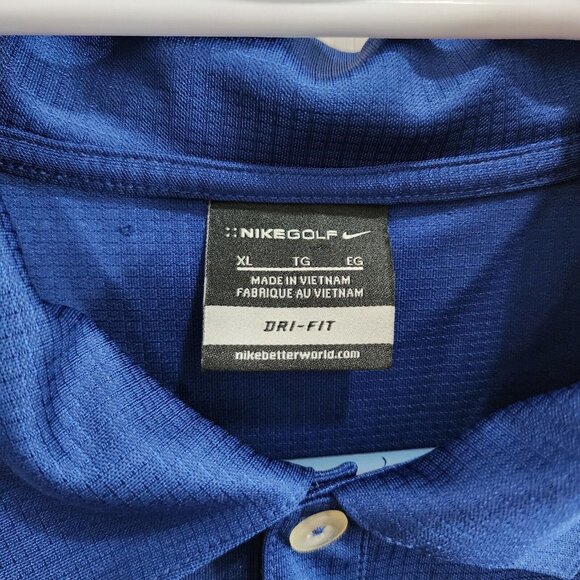 NIKEGOLF
XL TG EG
MADE IN VIETNAM
FABRIQUE AU VIETNAM
DRI-FIT
nikebetterworld.com